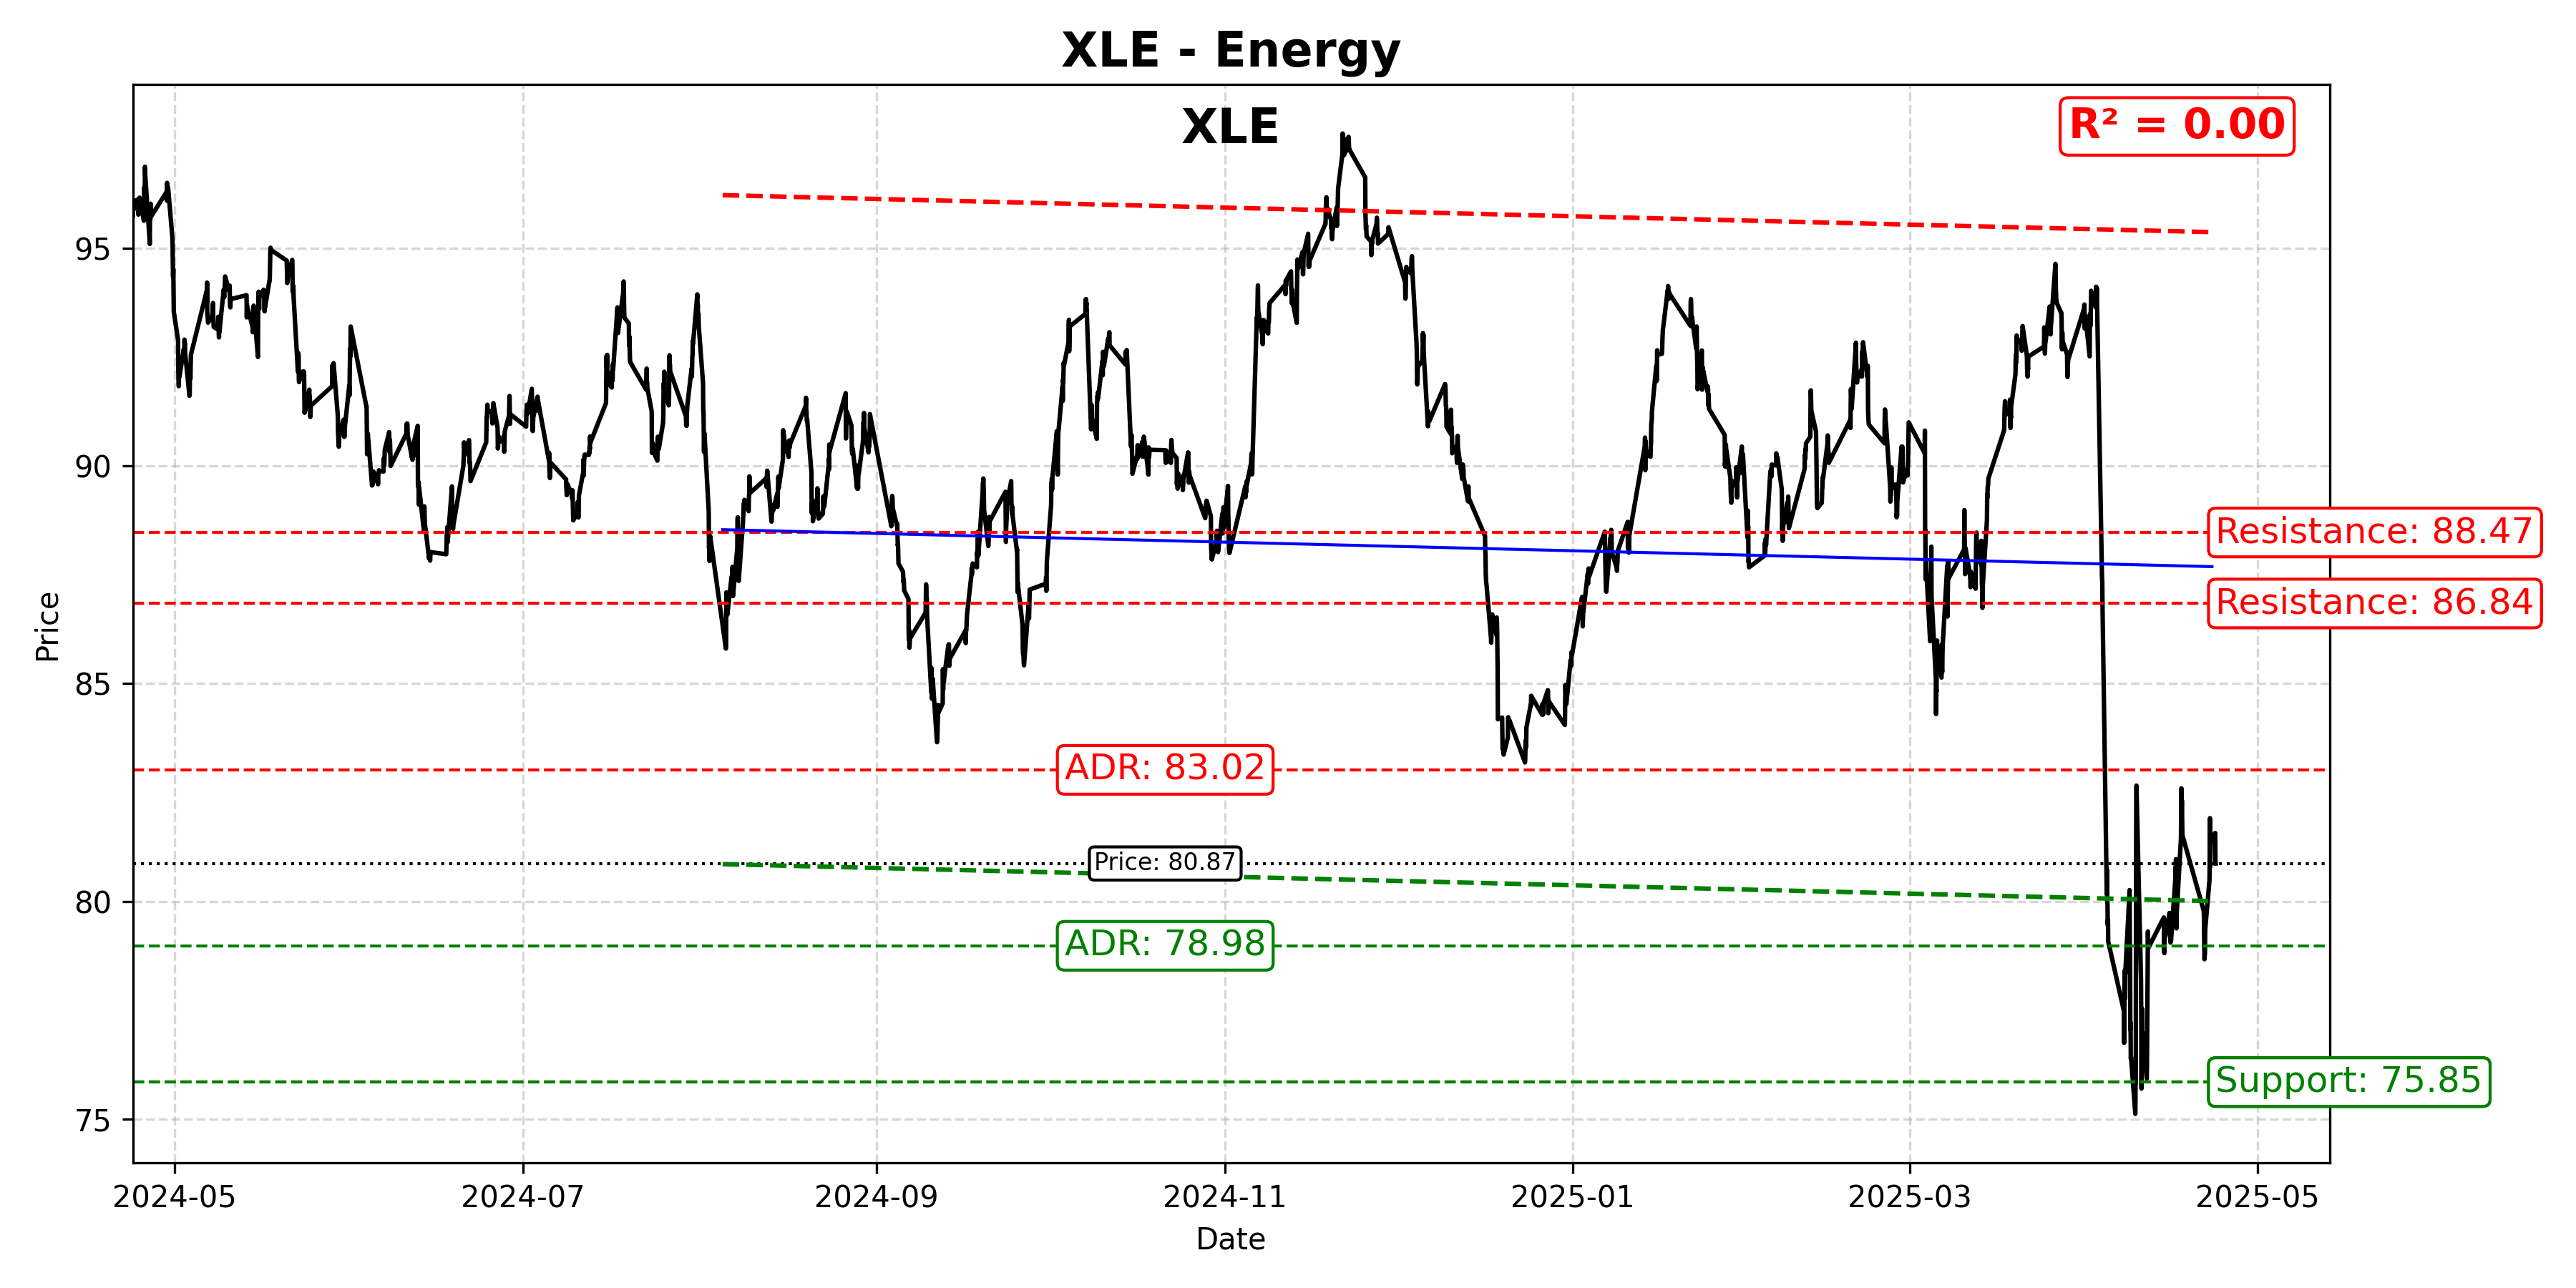 XLE - Energy
XLE
R² = 0.00
95
90
Resistance: 88.47
Resistance: 86.84
Price
85
ADR: 83.02
Price: 80.87
80
ADR: 78.98
Support: 75.85
75
2024-05 2024-07 2024-09 2024-11 2025-01 2025-03 2025-05
Date